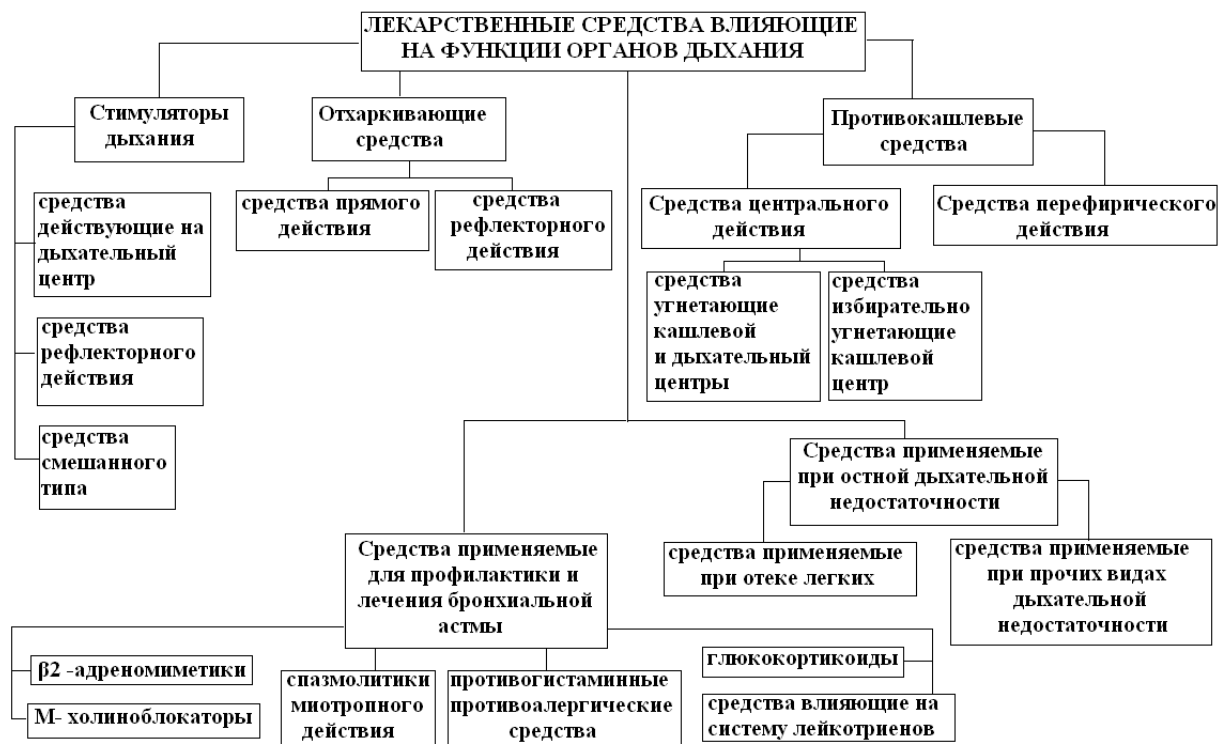 ЛЕКАРСТВЕННЫЕ СРЕДСТВА ВЛИЯЮЩИЕ
НА ФУНКЦИИ ОРГАНОВ ДЫХАНИЯ
Стимуляторы
дыхания
средства
действующие на
дыхательный
центр
средства
рефлекторного
действия
средства
смешанного
типа
Отхаркивающие
средства
средства прямого
действия
средства
рефлекторного
действия
Противокашлевые
средства
Средства центрального
действия
Средства перефирического
действия
средства
угнетающие
кашлевой
и дыхательный
центры
средства
избирательно
угнетающие
кашлевой
центр
Средства применяемые
при остной дыхательной
недостаточности
средства применяемые
при отеке легких
средства применяемые
при прочих видах
дыхательной
недостаточности
Средства применяемые
для профилактики и
лечения бронхиальной
астмы
β2 -адреномиметики
М- холиноблокаторы
спазмолитики
миотропного
действия
противогистаминные
противоалергические
средства
глюкокортикоиды
средства влияющие на
систему лейкотриенов